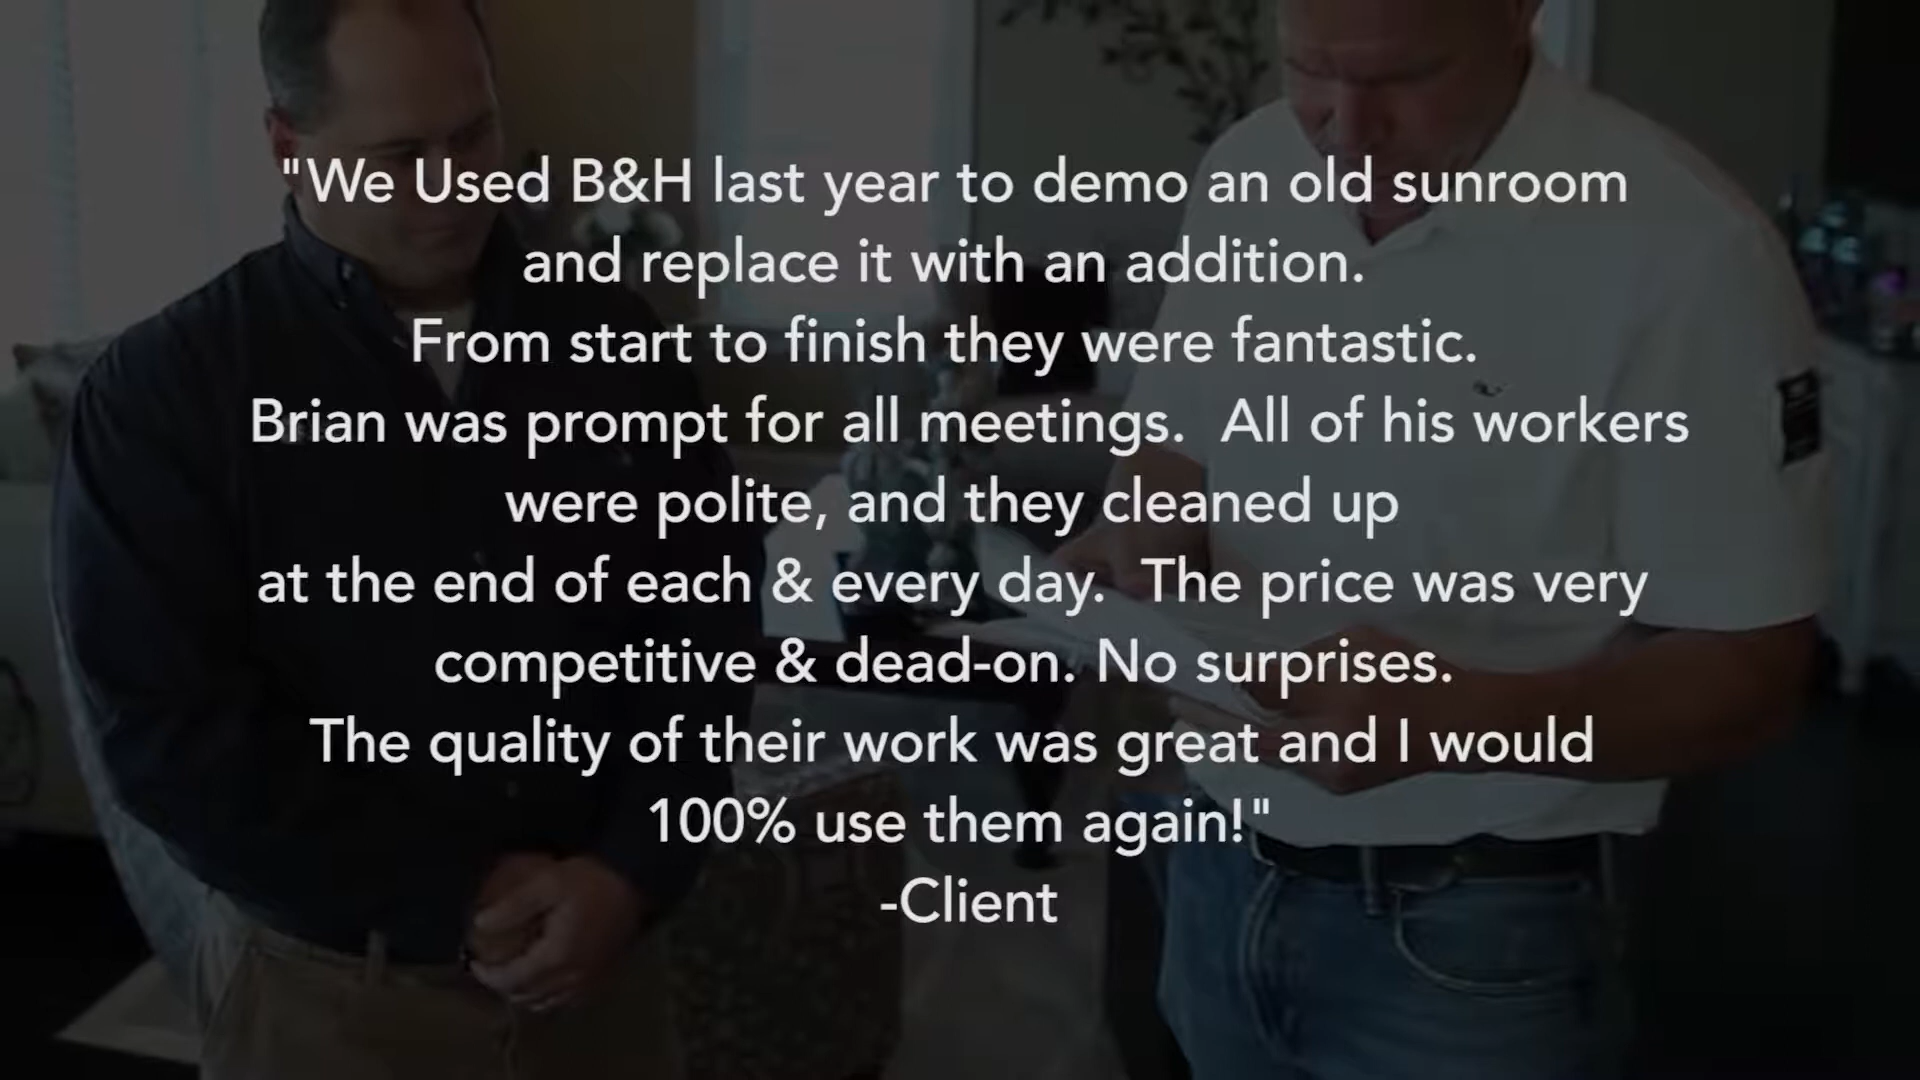 "We Used B&H last year to demo an old sunroom
and replace it with an addition.
From start to finish they were fantastic.
Brian was prompt for all meetings.  All of his workers
were polite, and they cleaned up
at the end of each & every day.  The price was very
competitive & dead-on. No surprises.
The quality of their work was great and I would
100% use them again!"
-Client